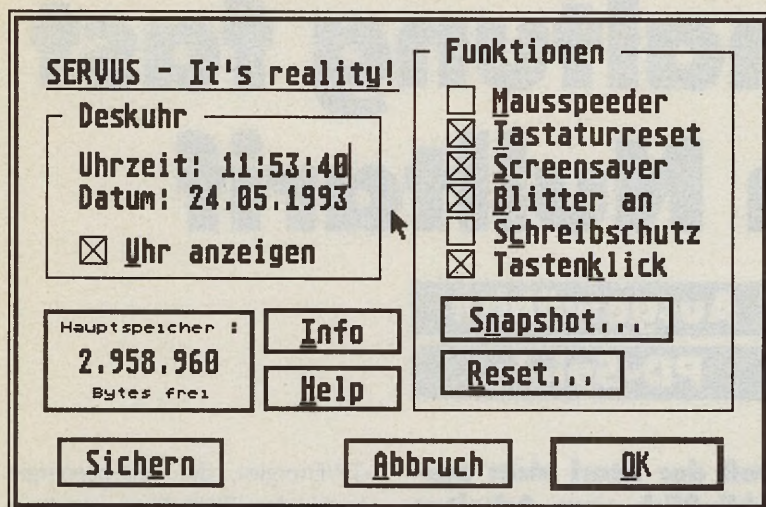 SERVUS - It's reality!
Deskuhr
Uhrzeit: 11:53:40
Datum: 24.05.1993
Uhr anzeigen
Hauptspeicher :
2.958.960
Bytes frei
Info
Help
Funktionen
Mausspeeder
Tastaturreset
Screensaver
Blitter an
Schreibschutz
Tastenklick
Snapshot...
Reset...
Sichern
Abbruch
OK